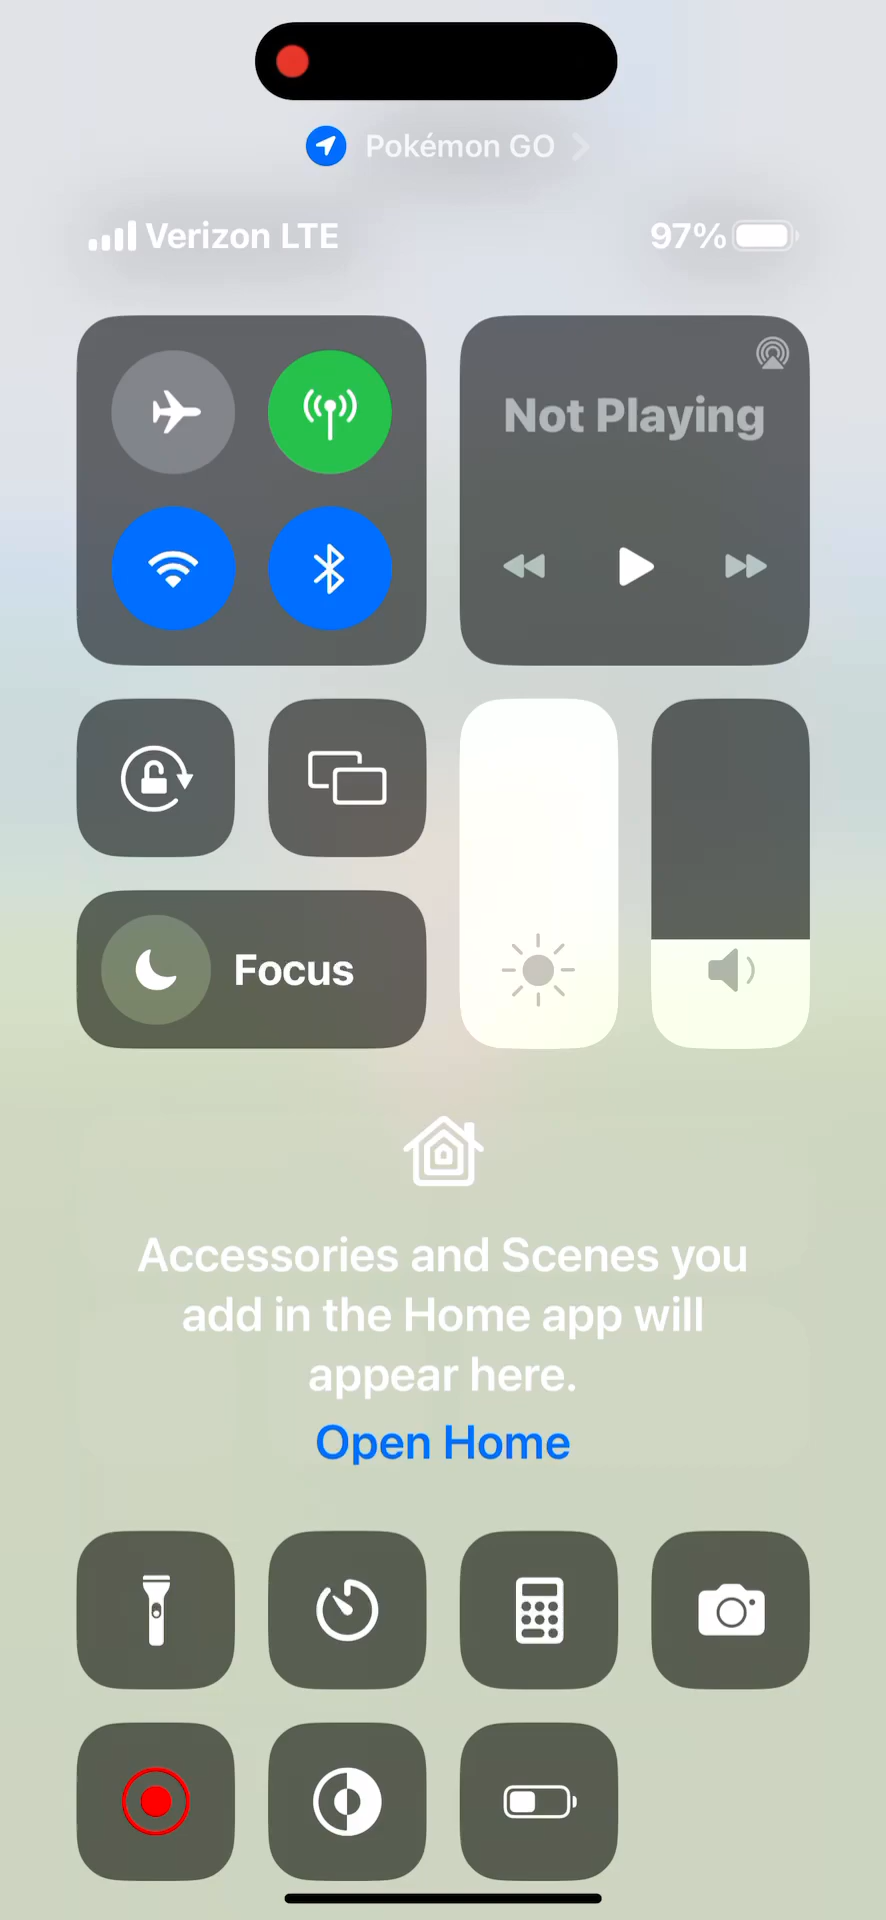 Pokémon GO
Verizon LTE
97%
Not Playing
Focus
Accessories and Scenes you
add in the Home app will
appear here.
Open Home